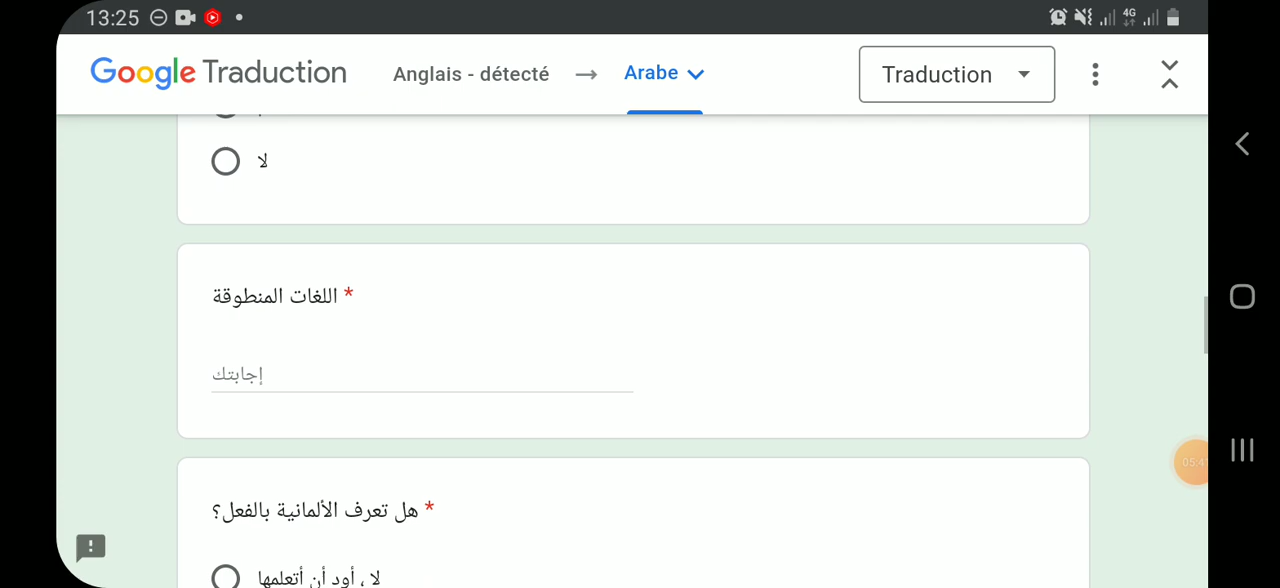 13:25
4G
Google Traduction
Anglais - détecté → Arabe
Traduction
لا
اللغات المنطوقة *
إجابتك
هل تعرف الألمانية بالفعل؟ *
لا ، أود أن أتعلمها